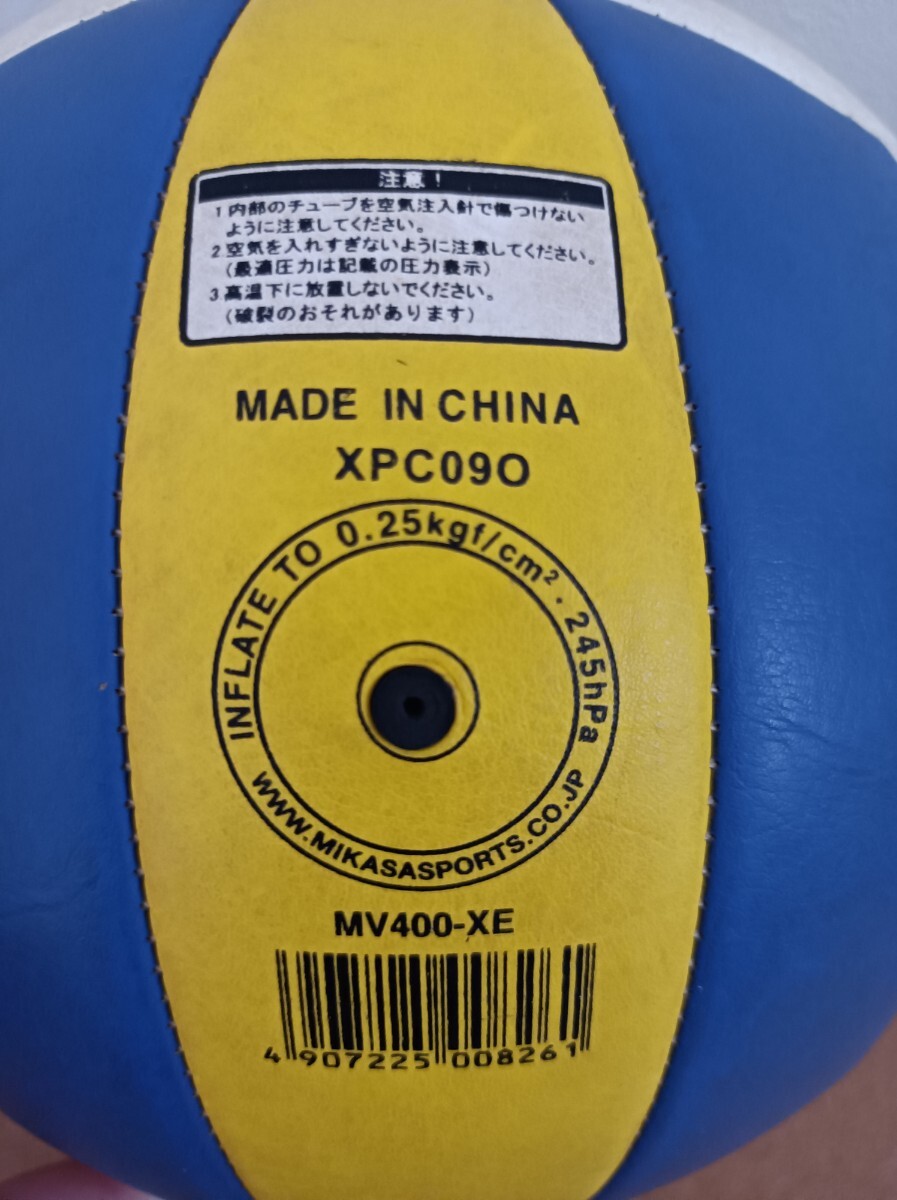 注意！
1 内部のチューブを空気注入針で傷つけない
ように注意してください。
2.空気を入れすぎないように注意してください。
(最適圧力は記載の圧力表示)
3.高温下に放置しないでください。
(破裂のおそれがあります)
MADE IN CHINA
XPC09O
INFLATE TO 0.25kgf/cm². 245hPa
WWW.MIKASASPORTS.CO.JP
MV400-XE
4 907225 008261